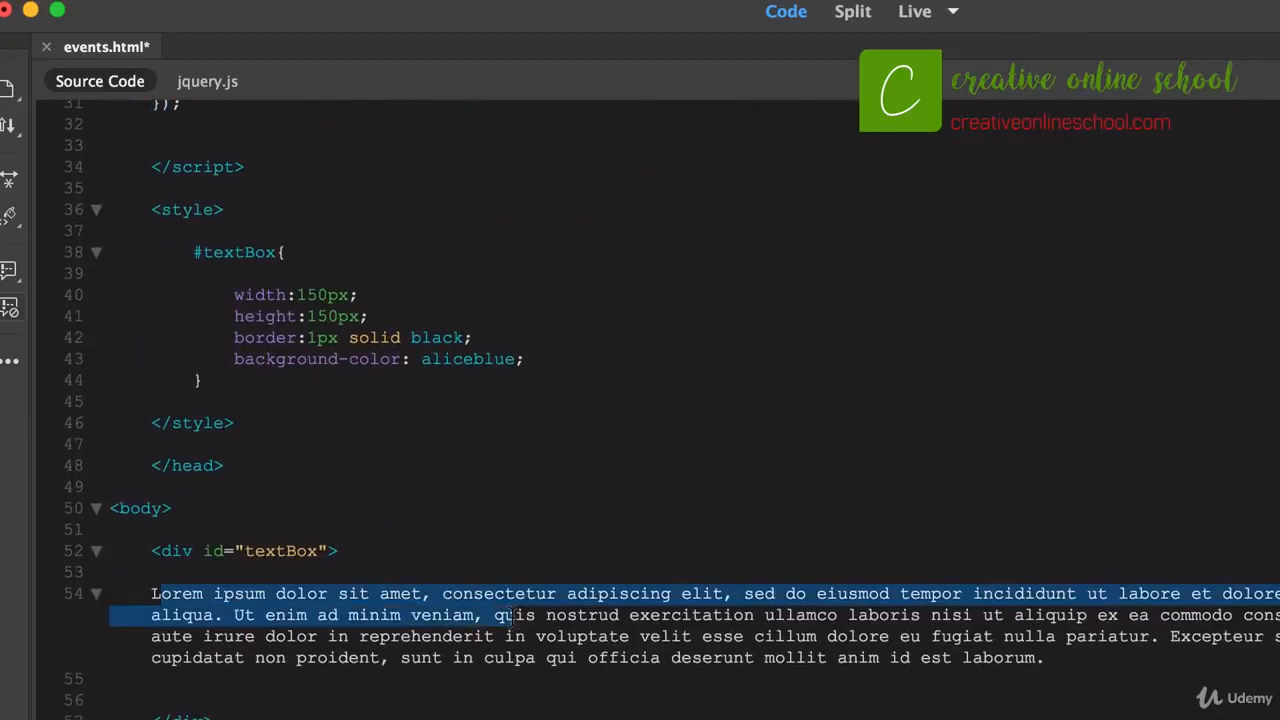 Code Split Live
events.html*
Source Code jquery.js
creative online school
creativeonlineschool.com
31 });
32
33
34 </script>
35
36 <style>
37
38 #textBox{
39
40 width:150px;
41 height:150px;
42 border:1px solid black;
43 background-color: aliceblue;
44 }
45
46 </style>
47
48 </head>
49
50 <body>
51
52 <div id="textBox">
53
54 Lorem ipsum dolor sit amet, consectetur adipiscing elit, sed do eiusmod tempor incididunt ut labore et dolore
aliqua. Ut enim ad minim veniam, quis nostrud exercitation ullamco laboris nisi ut aliquip ex ea commodo cons
aute irure dolor in reprehenderit in voluptate velit esse cillum dolore eu fugiat nulla pariatur. Excepteur s
cupidatat non proident, sunt in culpa qui officia deserunt mollit anim id est laborum.
55
56
57 </div>
Udemy